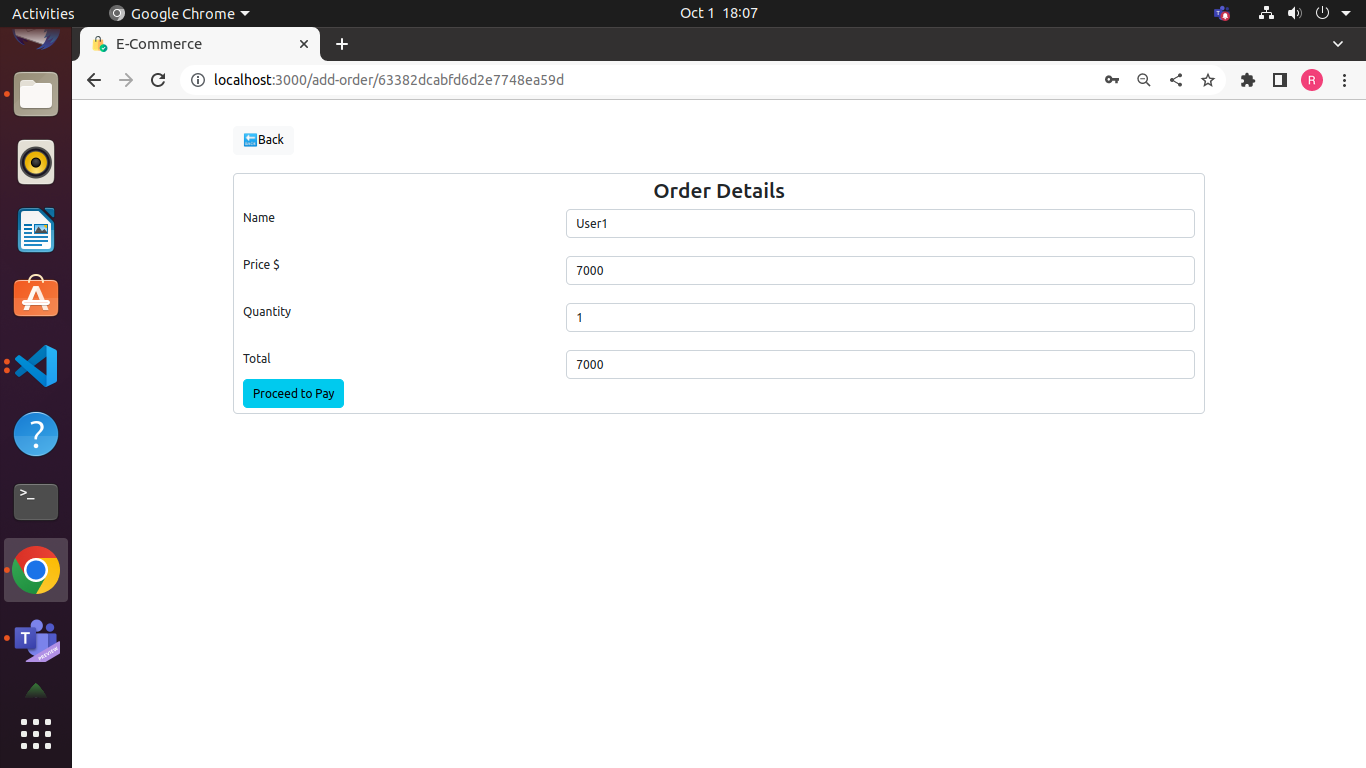 Activities
Google Chrome
Oct 1 18:07
E-Commerce
localhost:3000/add-order/63382dcabfd6d2e7748ea59d
R
Back
Order Details
Name
User1
Price $
7000
Quantity
1
Total
7000
Proceed to Pay